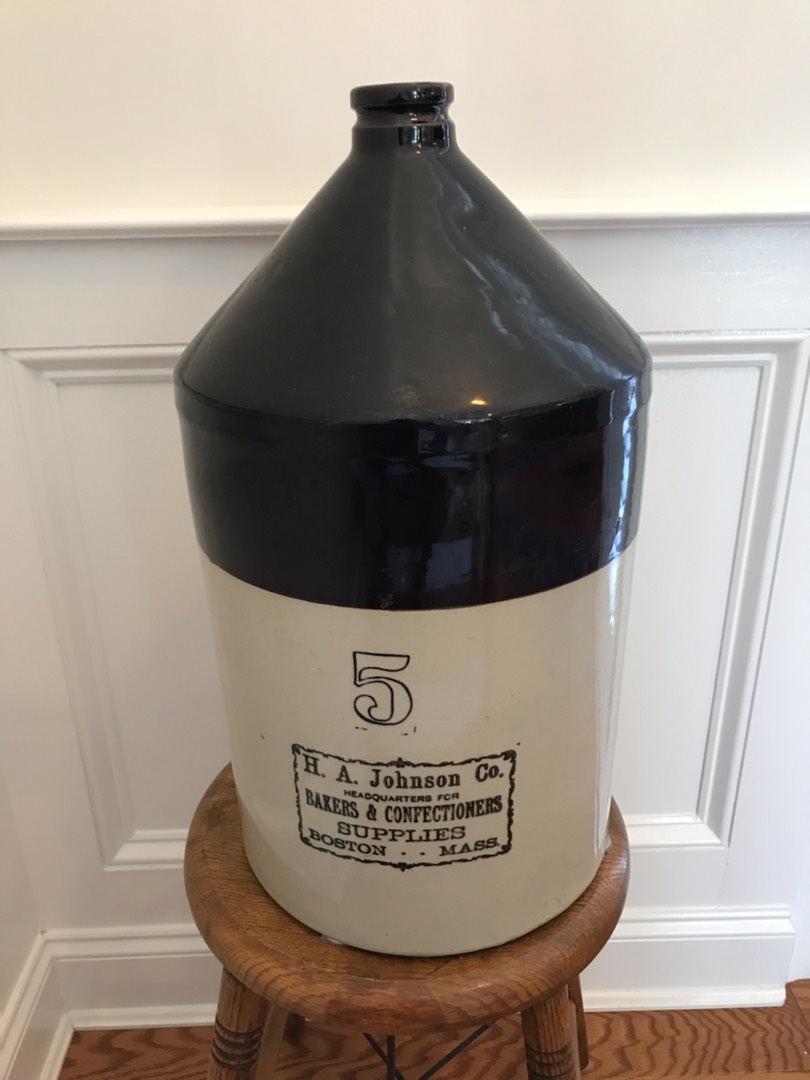 5
H. A. Johnson Co.
HEADQUARTERS FOR
BAKERS & CONFECTIONERS
SUPPLIES
BOSTON . . MASS.